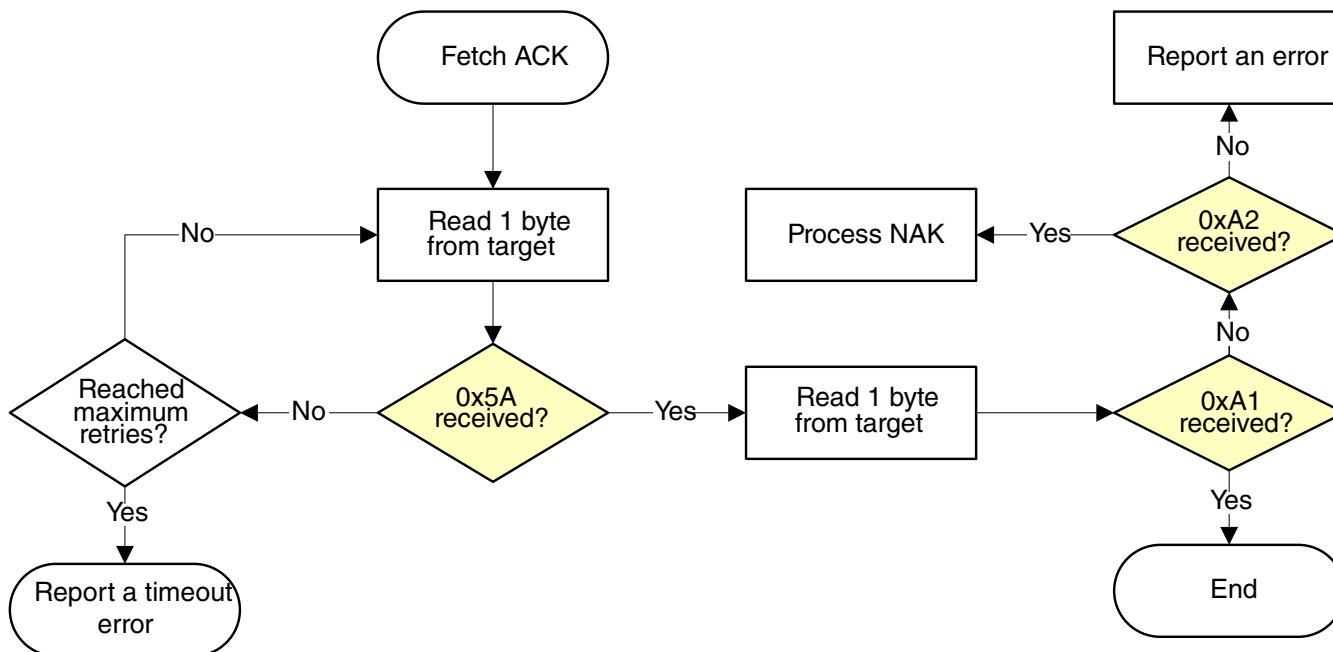 Fetch ACK
Report an error
No
Read 1 byte
from target
No
Process NAK
Yes
0xA2
received?
No
Reached
maximum
retries?
No
0x5A
received?
Yes
Read 1 byte
from target
0xA1
received?
Yes
Yes
Report a timeout
error
End